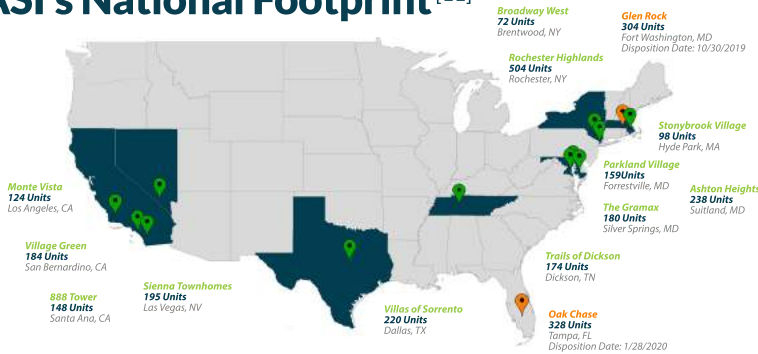 ASI's National Footprint
Broadway West
72 Units
Brentwood, NY
Glen Rock
304 Units
Fort Washington, MD
Disposition Date: 10/30/2019
Rochester Highlands
504 Units
Rochester, NY
Stonybrook Village
98 Units
Hyde Park, MA
Parkland Village
159Units
Forrestville, MD
Ashton Heights
238 Units
Suitland, MD
The Gramax
180 Units
Silver Springs, MD
Monte Vista
124 Units
Los Angeles, CA
Village Green
184 Units
San Bernardino, CA
888 Tower
148 Units
Santa Ana, CA
Sienna Townhomes
195 Units
Las Vegas, NV
Trails of Dickson
174 Units
Dickson, TN
Villas of Sorrento
220 Units
Dallas, TX
Oak Chase
328 Units
Tampa, FL
Disposition Date: 1/28/2020